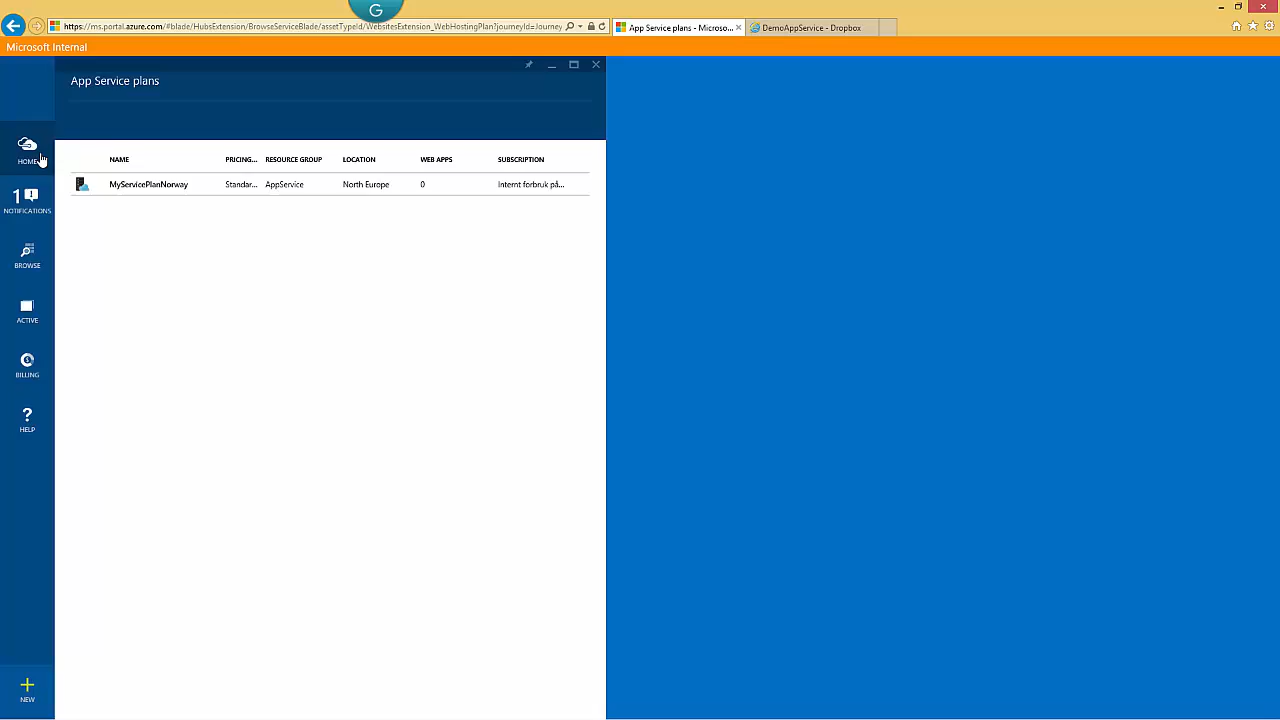 G
https://ms.portal.azure.com/#blade/HubsExtension/BrowseServiceBlade/assetTypeId/WebsitesExtension_WebHostingPlan?journeyId=Journey
App Service plans - Microso...
DemoAppService - Dropbox
Microsoft Internal
App Service plans
HOME
NAME PRICING... RESOURCE GROUP LOCATION WEB APPS SUBSCRIPTION
MyServicePlanNorway Standar... AppService North Europe 0 Internt forbruk på...
1
NOTIFICATIONS
BROWSE
ACTIVE
BILLING
?
HELP
NEW